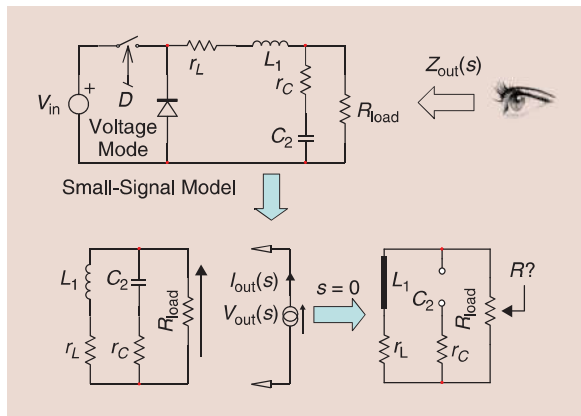 Z_out(s)
r_L
L_1
V_in
+
D
r_C
R_load
Voltage
Mode
C_2
Small-Signal Model
L_1
C_2
R_load
r_L
r_C
I_out(s)
V_out(s)
s = 0
L_1
C_2
R_load
R?
r_L
r_C